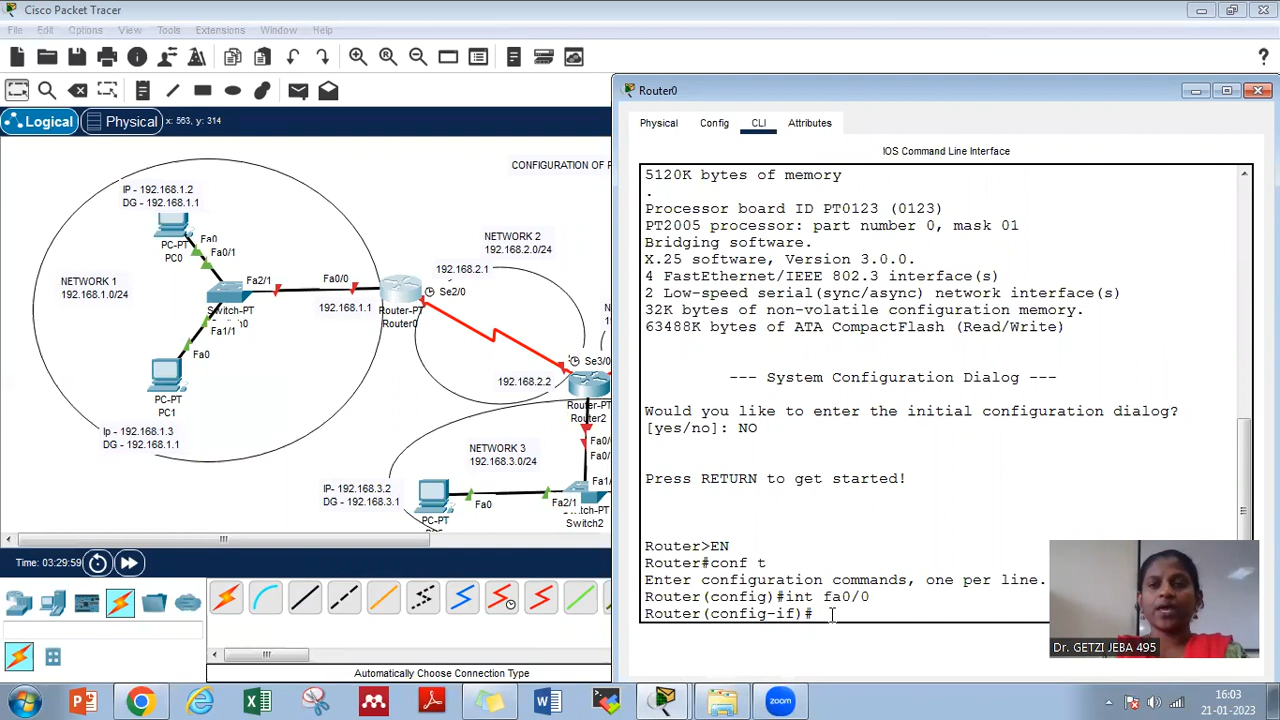 Cisco Packet Tracer
File Edit Options View Tools Extensions Window Help
Logical Physical x: 563, y: 314
CONFIGURATION OF
IP - 192.168.1.2
DG - 192.168.1.1
PC-PT
PC0
Fa0
Fa0/1
NETWORK 1
192.168.1.0/24
Fa2/1
Fa0/0
192.168.1.1
Switch-PT
Fa1/1
Fa0
PC-PT
PC1
Ip - 192.168.1.3
DG - 192.168.1.1
Router-PT
Router0
NETWORK 2
192.168.2.0/24
192.168.2.1
Se2/0
Se3/0
192.168.2.2
Router-PT
Router2
NETWORK 3
192.168.3.0/24
IP- 192.168.3.2
DG - 192.168.3.1
PC-PT
Fa0
Fa2/1
Switch2
Time: 03:29:59
Automatically Choose Connection Type
Router0
Physical Config CLI Attributes
IOS Command Line Interface
5120K bytes of memory
.
Processor board ID PT0123 (0123)
PT2005 processor: part number 0, mask 01
Bridging software.
X.25 software, Version 3.0.0.
4 FastEthernet/IEEE 802.3 interface(s)
2 Low-speed serial(sync/async) network interface(s)
32K bytes of non-volatile configuration memory.
63488K bytes of ATA CompactFlash (Read/Write)
--- System Configuration Dialog ---
Would you like to enter the initial configuration dialog?
[yes/no]: NO
Press RETURN to get started!
Router>EN
Router#conf t
Enter configuration commands, one per line.
Router(config)#int fa0/0
Router(config-if)#
Dr. GETZI JEBA 495
zoom
16:03
21-01-2023